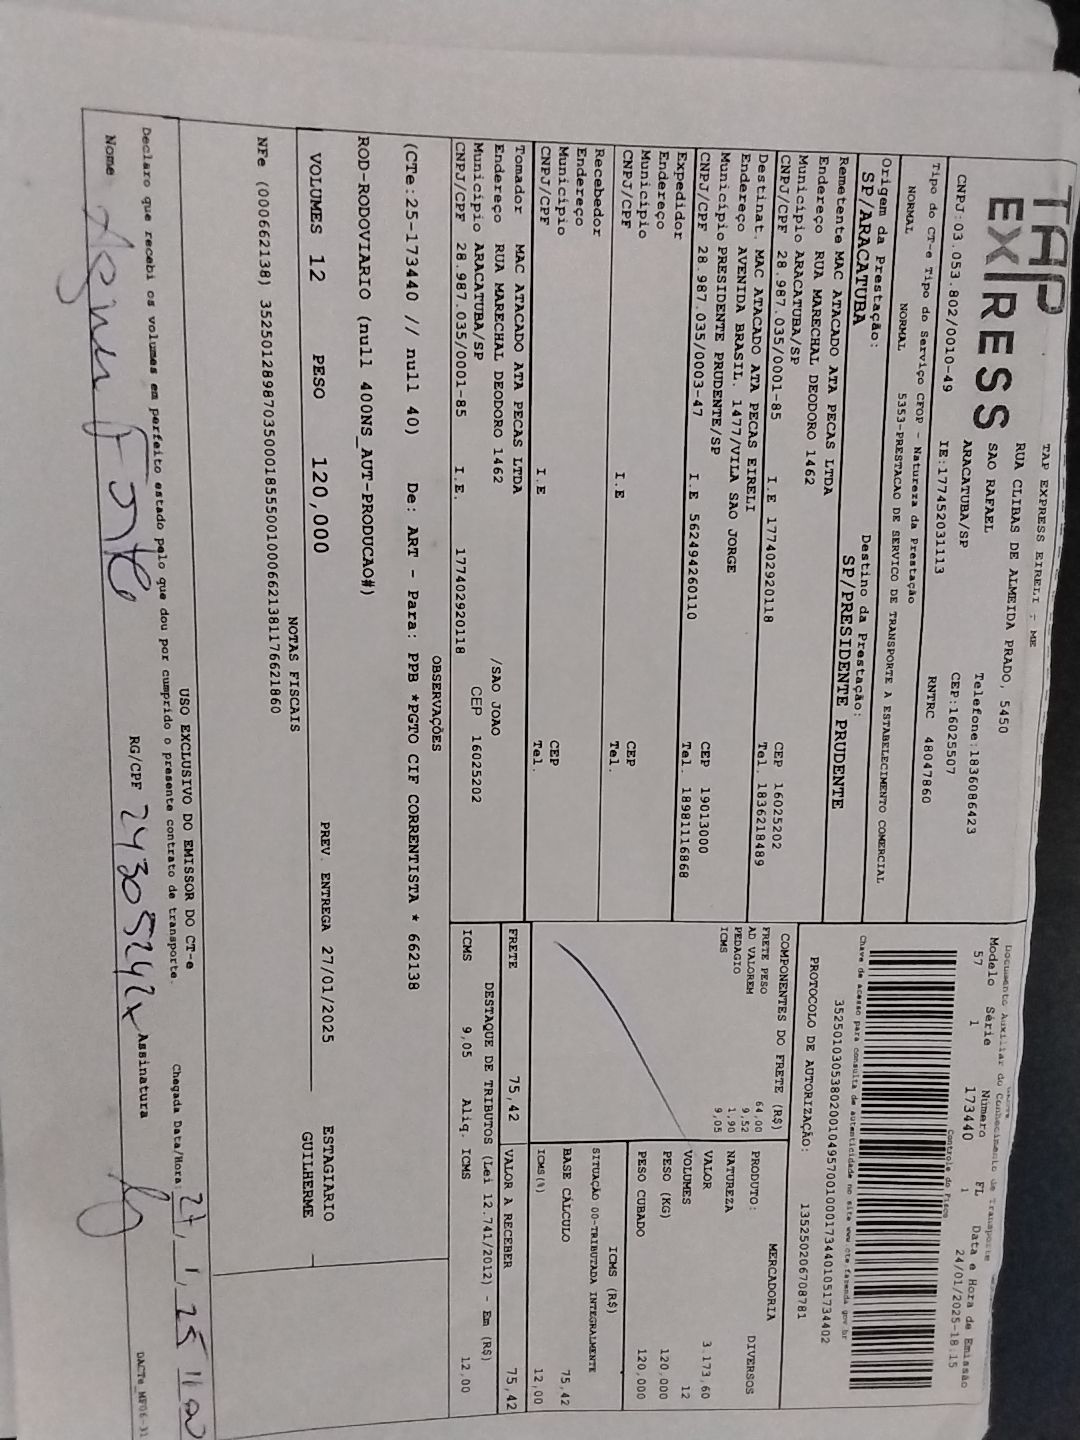 TAP EXPRESS
TAP EXPRESS EIRELI - ME
RUA CLIBAS DE ALMEIDA PRADO, 5450
SAO RAFAEL Telefone:1836086423
ARACATUBA/SP CEP:16025507
CNPJ:03.053.802/0010-49 IE:177452031113 RNTRC 48047860
Tipo do CT-e Tipo do Serviço CFOP - Natureza da Prestação
NORMAL NORMAL 5353-PRESTACAO DE SERVICO DE TRANSPORTE A ESTABELECIMENTO COMERCIAL
Origem da Prestação: Destino da Prestação:
SP/ARACATUBA SP/PRESIDENTE PRUDENTE
Remetente MAC ATACADO ATA PECAS LTDA
Endereço RUA MARECHAL DEODORO 1462
Municipio ARACATUBA/SP CEP 16025202
CNPJ/CPF 28.987.035/0001-85 I.E 177402920118 Tel. 1836218489
Destinat. MAC ATACADO ATA PECAS EIRELI
Endereço AVENIDA BRASIL. 1477/VILA SAO JORGE
Municipio PRESIDENTE PRUDENTE/SP CEP 19013000
CNPJ/CPF 28.987.035/0003-47 I.E 562494260110 Tel. 18981116868
Expedidor
Endereço
Municipio CEP
CNPJ/CPF I.E Tel.
Recebedor
Endereço
Municipio CEP
CNPJ/CPF I.E Tel.
Tomador MAC ATACADO ATA PECAS LTDA
Endereço RUA MARECHAL DEODORO 1462 /SAO JOAO
Municipio ARACATUBA/SP CEP 16025202
CNPJ/CPF 28.987.035/0001-85 I.E. 177402920118
Documento Auxiliar do Conhecimento de Transporte
Modelo Série Número FL Data e Hora de Emissão
57 1 173440 1 24/01/2025-18:15
Controle do Fisco
Chave de acesso para consulta de autenticidade no site www.cte.fazenda.gov.br
35250103053802001049570010001734401051734402
PROTOCOLO DE AUTORIZAÇÃO: 135250206708781
COMPONENTES DO FRETE (R$)
FRETE PESO 64,00
AD VALOREM 9,52
PEDAGIO 1,90
ICMS 9,05
MERCADORIA
PRODUTO: DIVERSOS
NATUREZA
VALOR 3.173,60
VOLUMES 12
PESO (KG) 120,000
PESO CUBADO 120,000
ICMS (R$)
SITUAÇÃO 00-TRIBUTADA INTEGRALMENTE
BASE CÁLCULO 75,42
ICMS(%) 12,00
FRETE 75,42 VALOR A RECEBER 75,42
DESTAQUE DE TRIBUTOS (Lei 12.741/2012) - Em (R$)
ICMS 9,05 Aliq. ICMS 12,00
OBSERVAÇÕES
(CTe:25-173440 // null 40) De: ART - Para: PPB *PGTO CIF CORRENTISTA * 662138
ROD-RODOVIARIO (null 400NS_AUT-PRODUCAO#)
VOLUMES 12 PESO 120,000 PREV. ENTREGA 27/01/2025 ESTAGIARIO
GUILHERME
NOTAS FISCAIS
USO EXCLUSIVO DO EMISSOR DO CT-e
Declaro que recebi os volumes em perfeito estado pelo que dou por cumprido o presente contrato de transporte. Chegada Data/Hora
Nome RG/CPF Assinatura